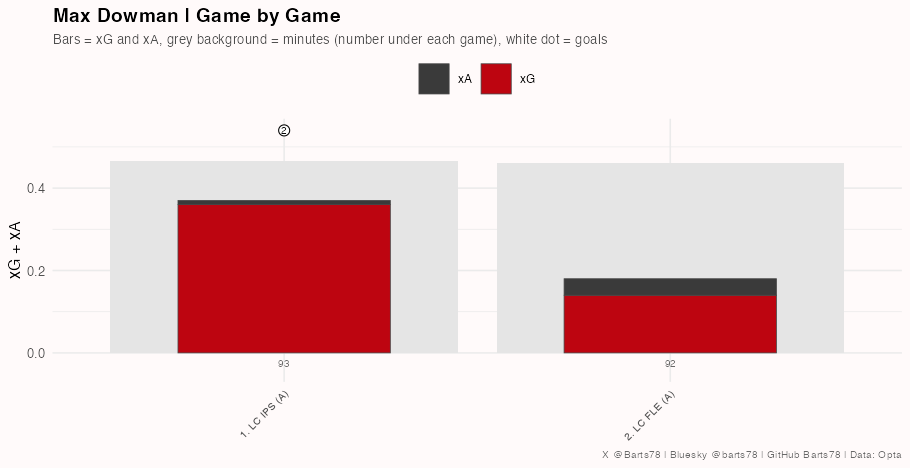 Max Dowman | Game by Game
Bars = xG and xA, grey background = minutes (number under each game), white dot = goals
xA xG
2
xG + xA
0.4
0.2
0.0
93 92
1. LC IPS (A) 2. LC FLE (A)
X @Barts78 | Bluesky @barts78 | GitHub Barts78 | Data: Opta